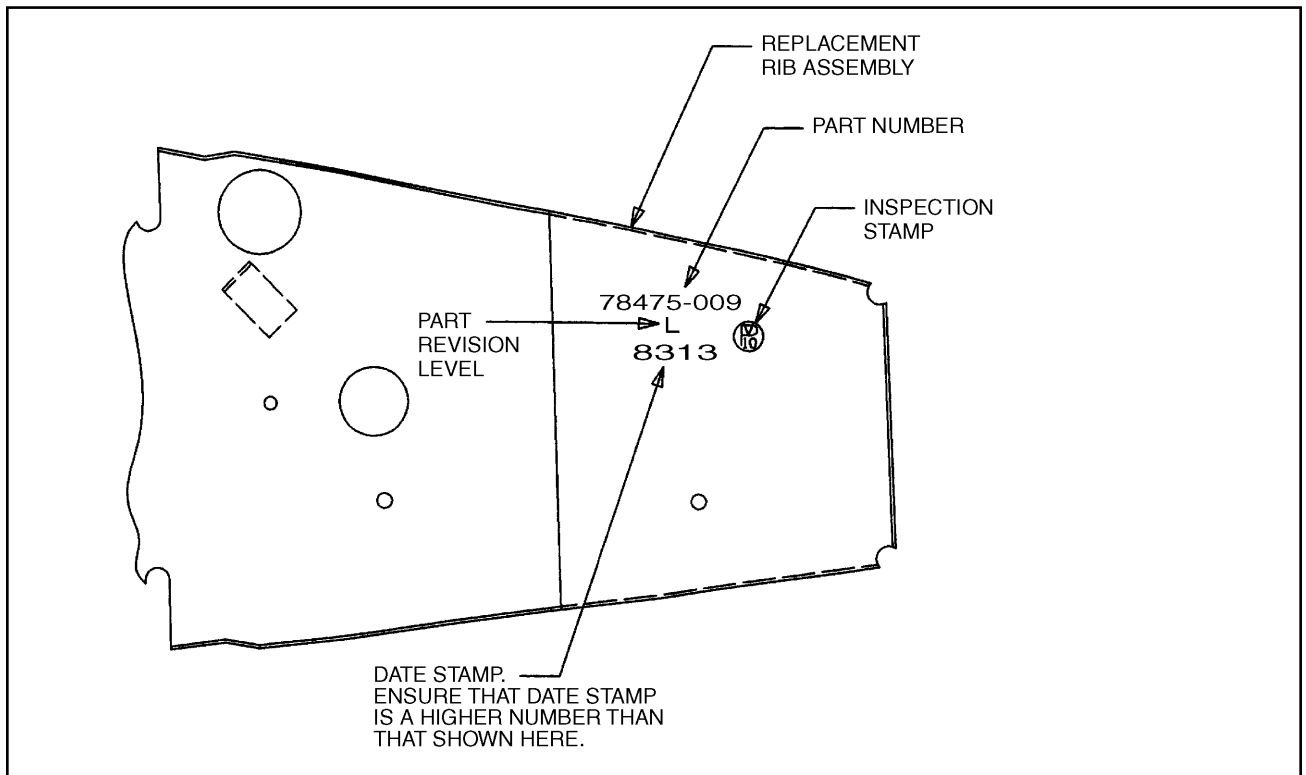 REPLACEMENT
RIB ASSEMBLY
PART NUMBER
INSPECTION
STAMP
78475-009
PART
REVISION
LEVEL
L
8313
DATE STAMP.
ENSURE THAT DATE STAMP
IS A HIGHER NUMBER THAN
THAT SHOWN HERE.